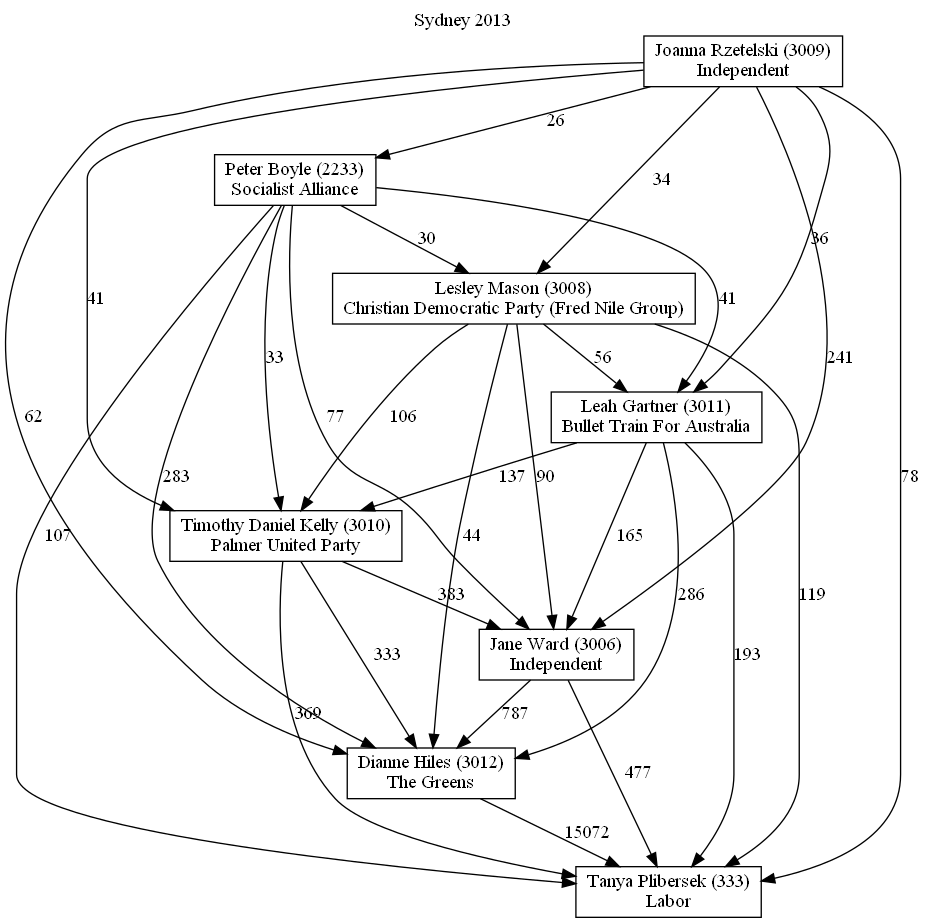 Sydney 2013
Joanna Rzetelski (3009)
Independent
26
Peter Boyle (2233)
Socialist Alliance
34
30
36
Lesley Mason (3008)
Christian Democratic Party (Fred Nile Group)
41
41
33
56
241
Leah Gartner (3011)
Bullet Train For Australia
62
77
106
283
137
90
78
Timothy Daniel Kelly (3010)
Palmer United Party
107
44
165
383
286
119
Jane Ward (3006)
Independent
333
193
369
787
Dianne Hiles (3012)
The Greens
477
15072
Tanya Plibersek (333)
Labor